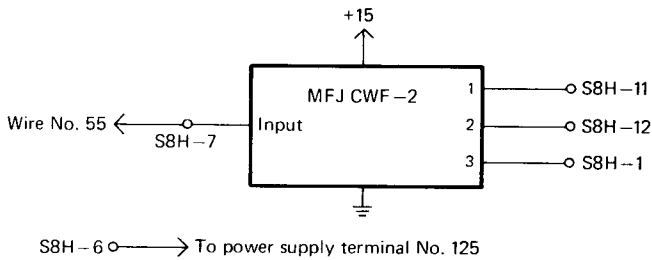 +15
MFJ CWF-2
1 S8H-11
Wire No. 55 S8H-7 Input
2 S8H-12
3 S8H-1
S8H-6 To power supply terminal No. 125